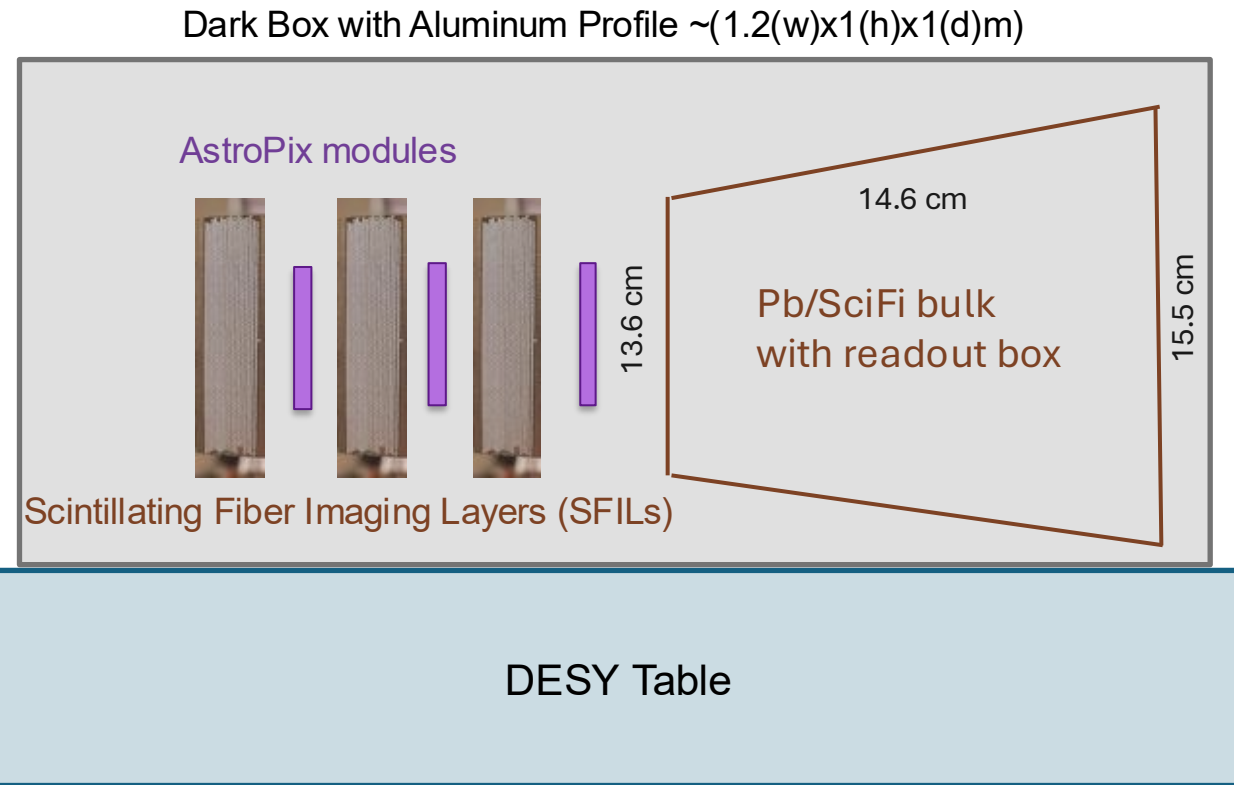 Dark Box with Aluminum Profile ~(1.2(w)x1(h)x1(d)m)
AstroPix modules
14.6 cm
13.6 cm
Pb/SciFi bulk
with readout box
15.5 cm
Scintillating Fiber Imaging Layers (SFILs)
DESY Table